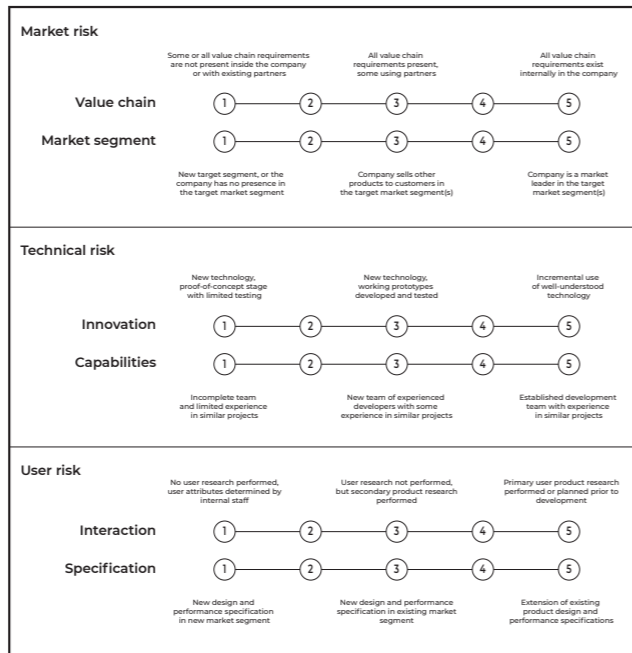 Market risk
Some or all value chain requirements
are not present inside the company
or with existing partners
All value chain
requirements present,
some using partners
All value chain
requirements exist
internally in the company
Value chain 1 2 3 4 5
Market segment 1 2 3 4 5
New target segment, or the
company has no presence in
the target market segment
Company sells other
products to customers in
the target market segment(s)
Company is a market
leader in the target
market segment(s)
Technical risk
New technology,
proof-of-concept stage
with limited testing
New technology,
working prototypes
developed and tested
Incremental use
of well-understood
technology
Innovation 1 2 3 4 5
Capabilities 1 2 3 4 5
Incomplete team
and limited experience
in similar projects
New team of experienced
developers with some
experience in similar projects
Established development
team with experience
in similar projects
User risk
No user research performed,
user attributes determined by
internal staff
User research not performed,
but secondary product research
performed
Primary user product research
performed or planned prior to
development
Interaction 1 2 3 4 5
Specification 1 2 3 4 5
New design and
performance specification
in new market segment
New design and performance
specification in existing market
segment
Extension of existing
product design and
performance specifications